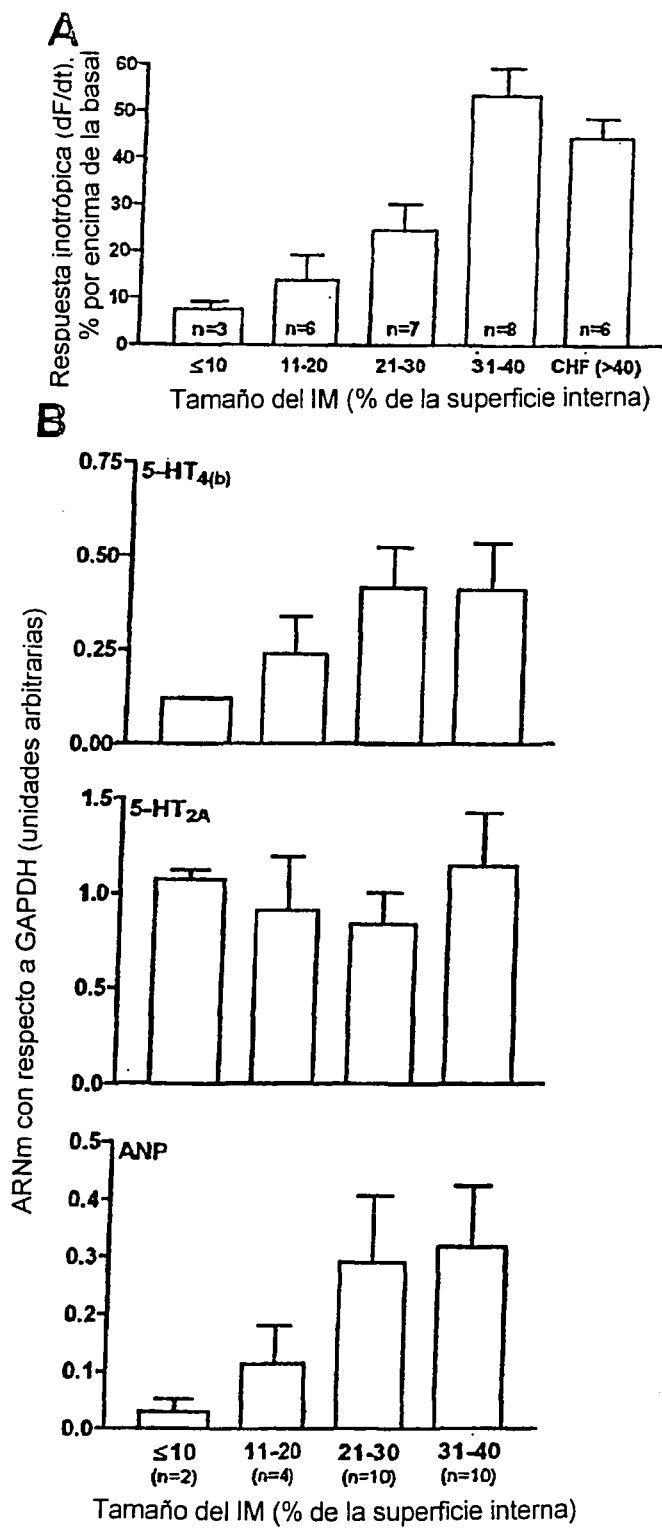 A
Respuesta inotrópica (dF/dt),
% por encima de la basal
60
50
40
30
20
10
0
n=3 n=6 n=7 n=8 n=6
≤10 11-20 21-30 31-40 CHF (>40)
Tamaño del IM (% de la superficie interna)
B
ARNm con respecto a GAPDH (unidades arbitrarias)
5-HT4(b)
0.75
0.50
0.25
0.00
5-HT2A
1.5
1.0
0.5
0.0
ANP
0.5
0.4
0.3
0.2
0.1
0.0
≤10 11-20 21-30 31-40
(n=2) (n=4) (n=10) (n=10)
Tamaño del IM (% de la superficie interna)